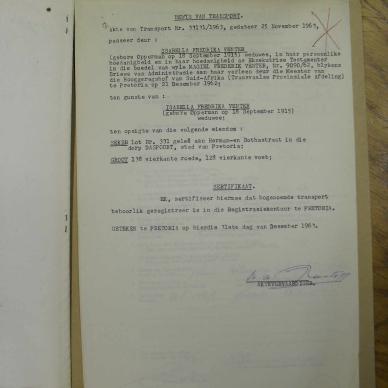 AKTE VAN TRANSPORT.
Akte van Transport Nr. 33131/1963, gedateer 25 November 1963,
passeer deur :
ISABELLA FREDRIKA VENTER
(gebore Opperman op 18 September 1915) weduwee, in haar persoonlike
hoedanigheid en in haar hoedanigheid as Eksekutrise Testamentêr
in die boedel van wyle MACHIEL FREDERIK VENTER, Nr. 9090/62, blykens
Briewe van Administrasie aan haar verleen deur die Meester van
die Hooggeregshof van Suid-Afrika (Transvaalse Provinsiale Afdeling)
te Pretoria op 21 Desember 1962;
ten gunste van :
ISABELLA FREDRIKA VENTER
(gebore Opperman op 18 September 1915)
weduwee;
ten opsigte van die volgende eiendom :
SEKER Lot Nr. 331 geleë aan Herman-en Bothastraat in die
dorp DASPOORT, stad van Pretoria;
GROOT 138 vierkante roede, 128 vierkante voet;
SERTIFIKAAT.
EK, sertifiseer hiermee dat bogenoemde transport
behoorlik geregistreer is in die Registrasiekantoor te PRETORIA.
GETEKEN te PRETORIA op hierdie 31ste dag van Desember 1963.
AKTEVERVAARDIGER.